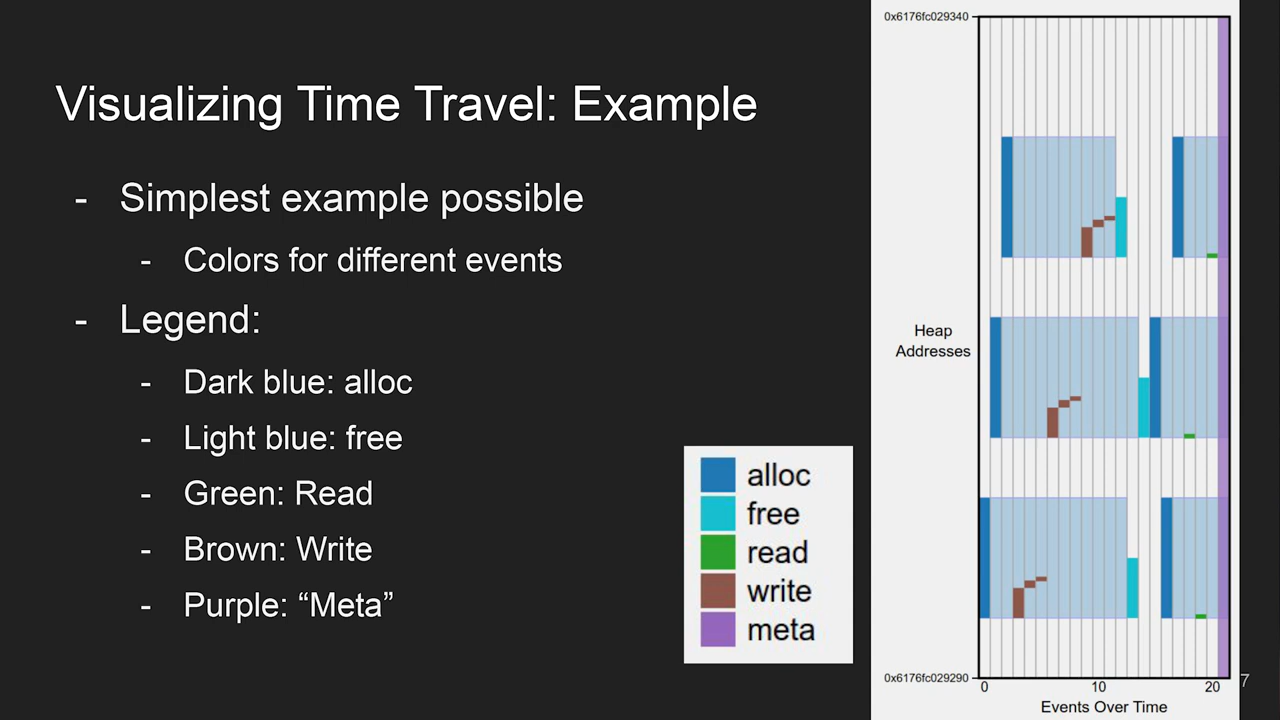 Visualizing Time Travel: Example
- Simplest example possible
- Colors for different events
- Legend:
- Dark blue: alloc
- Light blue: free
- Green: Read
- Brown: Write
- Purple: “Meta”
alloc
free
read
write
meta
0x6176fc029340
Heap
Addresses
0x6176fc029290
0 10 20
Events Over Time
7